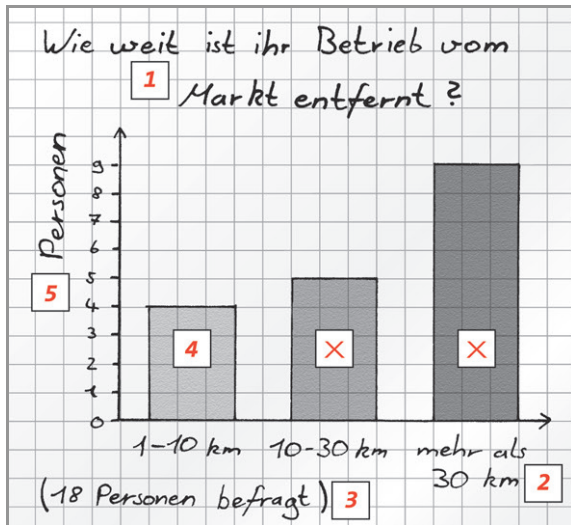 Wie weit ist ihr Betrieb vom
1 Markt entfernt?
Personen
9
8
7
6
5
4
3
2
1
0
5
4
×
×
1-10 km 10-30 km mehr als
30 km 2
(18 Personen befragt) 3